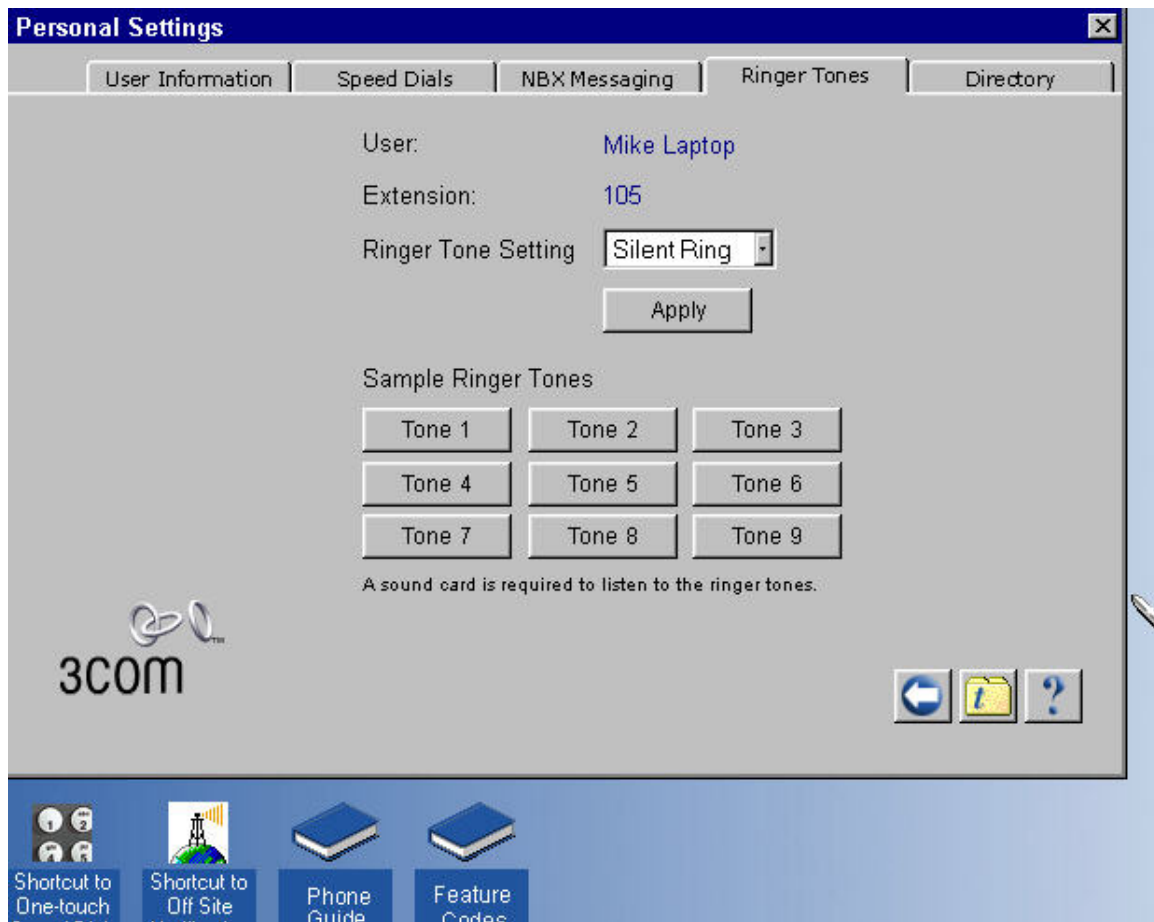 Personal Settings
User Information
Speed Dials
NBX Messaging
Ringer Tones
Directory
User:
Mike Laptop
Extension:
105
Ringer Tone Setting
Silent Ring
Apply
Sample Ringer Tones
Tone 1
Tone 2
Tone 3
Tone 4
Tone 5
Tone 6
Tone 7
Tone 8
Tone 9
A sound card is required to listen to the ringer tones.
TM
3COM
t
?
Shortcut to
One-touch
Shortcut to
Off Site
Phone
Guide
Feature
Codes